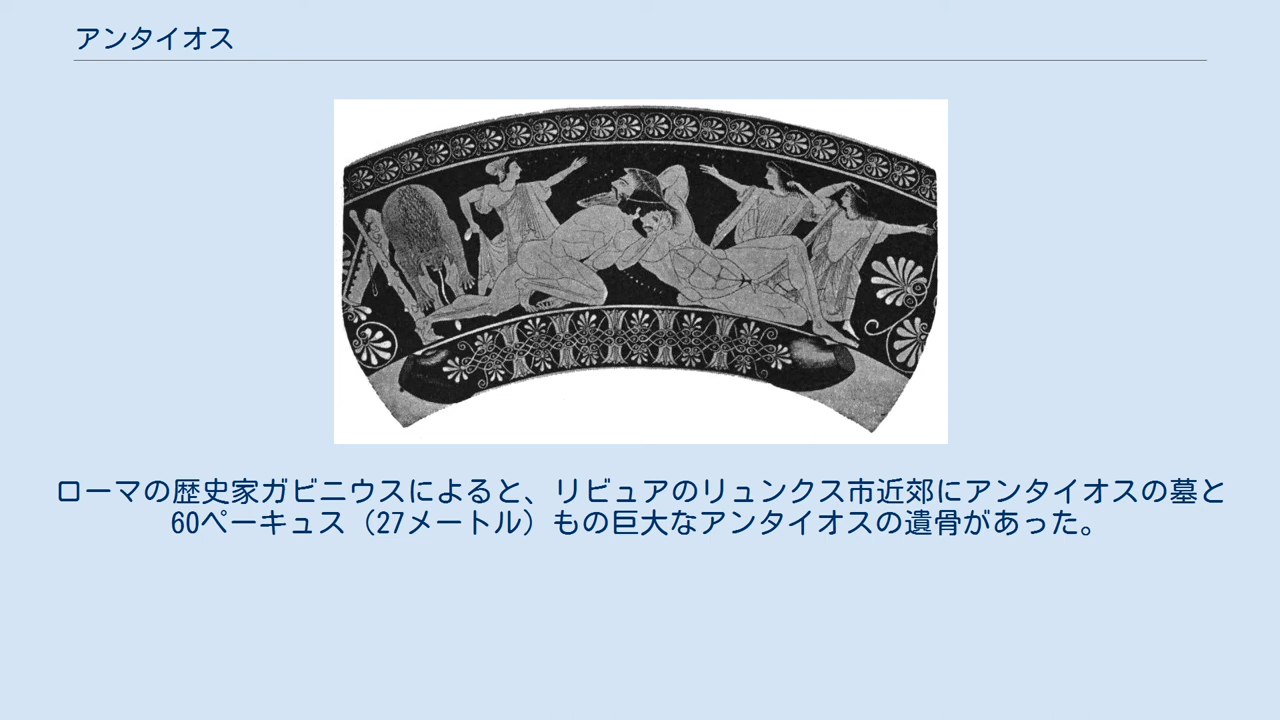 アンタイオス
ローマの歴史家ガビニウスによると、リビュアのリュンクス市近郊にアンタイオスの墓と
60ペーキュス（27メートル）もの巨大なアンタイオスの遺骨があった。